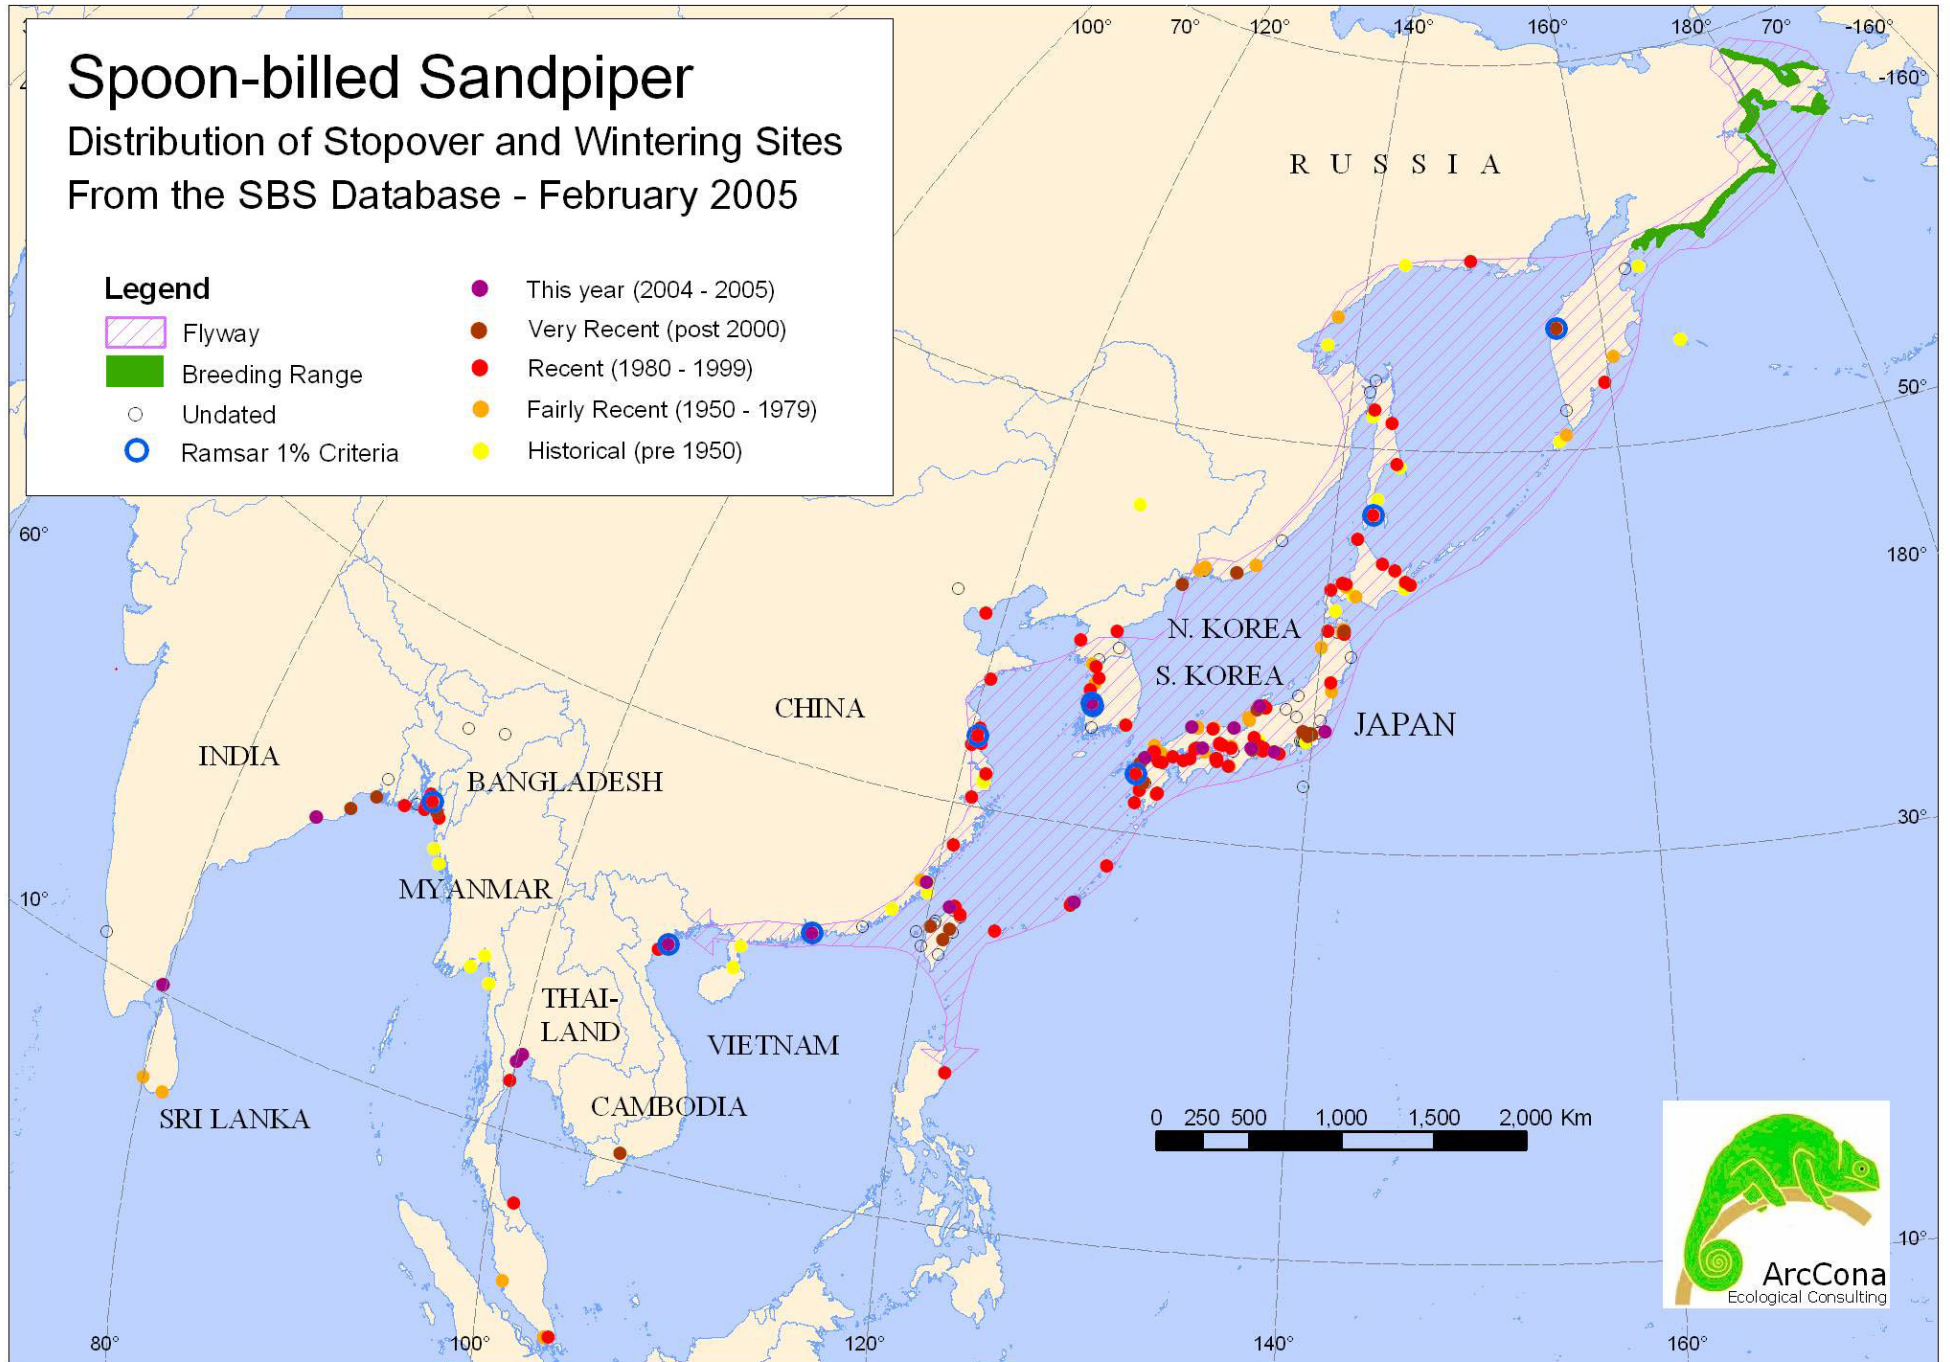 100° 70° 120° 140° 160° 180° 70° -160°
-160°
Spoon-billed Sandpiper
Distribution of Stopover and Wintering Sites
From the SBS Database - February 2005
Legend
Flyway
Breeding Range
Undated
Ramsar 1% Criteria
This year (2004 - 2005)
Very Recent (post 2000)
Recent (1980 - 1999)
Fairly Recent (1950 - 1979)
Historical (pre 1950)
RUSSIA
50°
60°
180°
N. KOREA
S. KOREA
CHINA
JAPAN
INDIA
BANGLADESH
30°
MYANMAR
10°
THAI-
LAND
VIETNAM
CAMBODIA
SRI LANKA
0 250 500 1,000 1,500 2,000 Km
10°
ArcCona
Ecological Consulting
80° 100° 120° 140° 160°